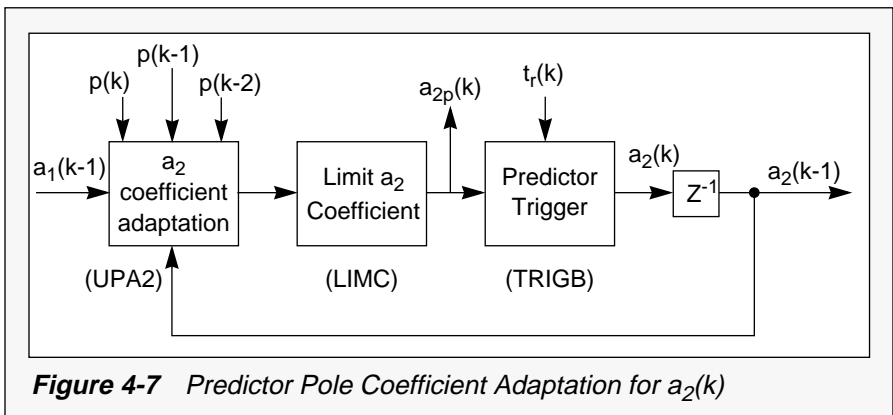 p(k-1)
p(k)
p(k-2)
a₂ₚ(k)
tᵣ(k)
a₁(k-1)
a₂
coefficient
adaptation
Limit a₂
Coefficient
Predictor
Trigger
a₂(k)
Z⁻¹
a₂(k-1)
(UPA2)
(LIMC)
(TRIGB)
Figure 4-7 Predictor Pole Coefficient Adaptation for a₂(k)